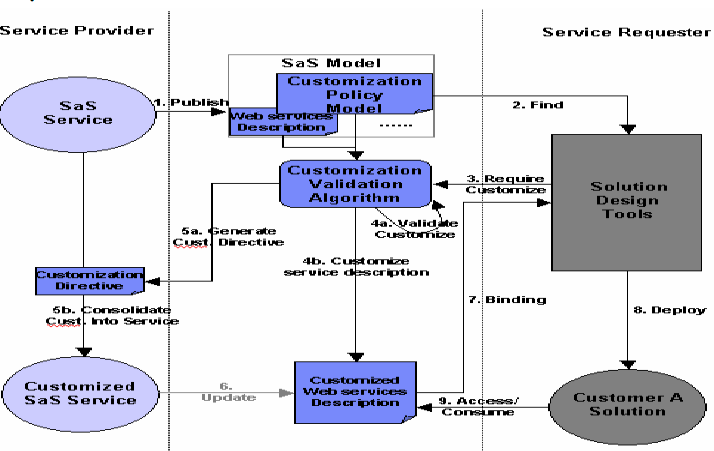 Service Provider
Service Requester
SaS Model
Customization
Policy
Model
SaS
Service
1. Publish
Web services
Description
......
2. Find
Customization
Validation
Algorithm
3. Require
Customize
Solution
Design
Tools
4a. Validate
Customize
5a. Generate
Cust. Directive
4b. Customize
service description
Customization
Directive
7. Binding
5b. Consolidate
Cust. Into Service
8. Deploy
Customized
SaS Service
6.
Update
Customized
Web services
Description
9. Access/
Consume
Customer A
Solution